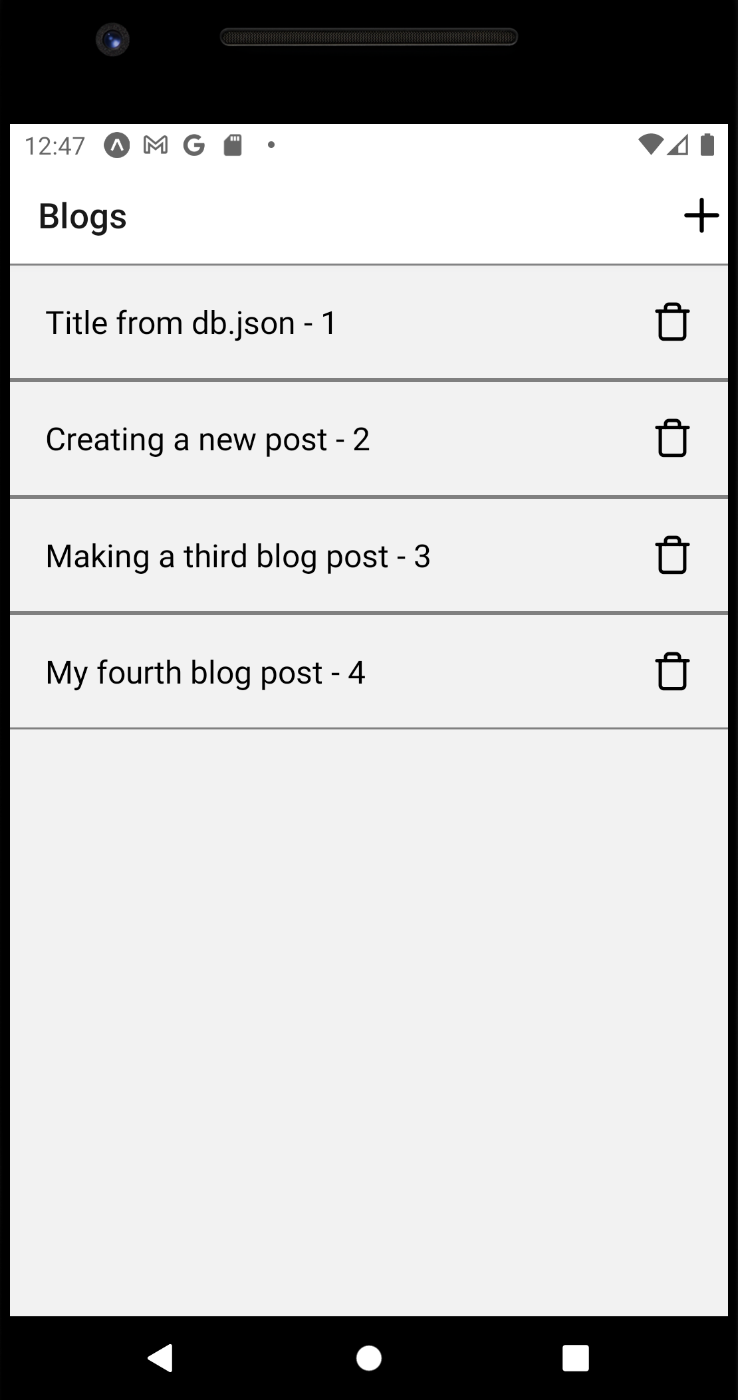 12:47
Blogs
Title from db.json - 1
Creating a new post - 2
Making a third blog post - 3
My fourth blog post - 4